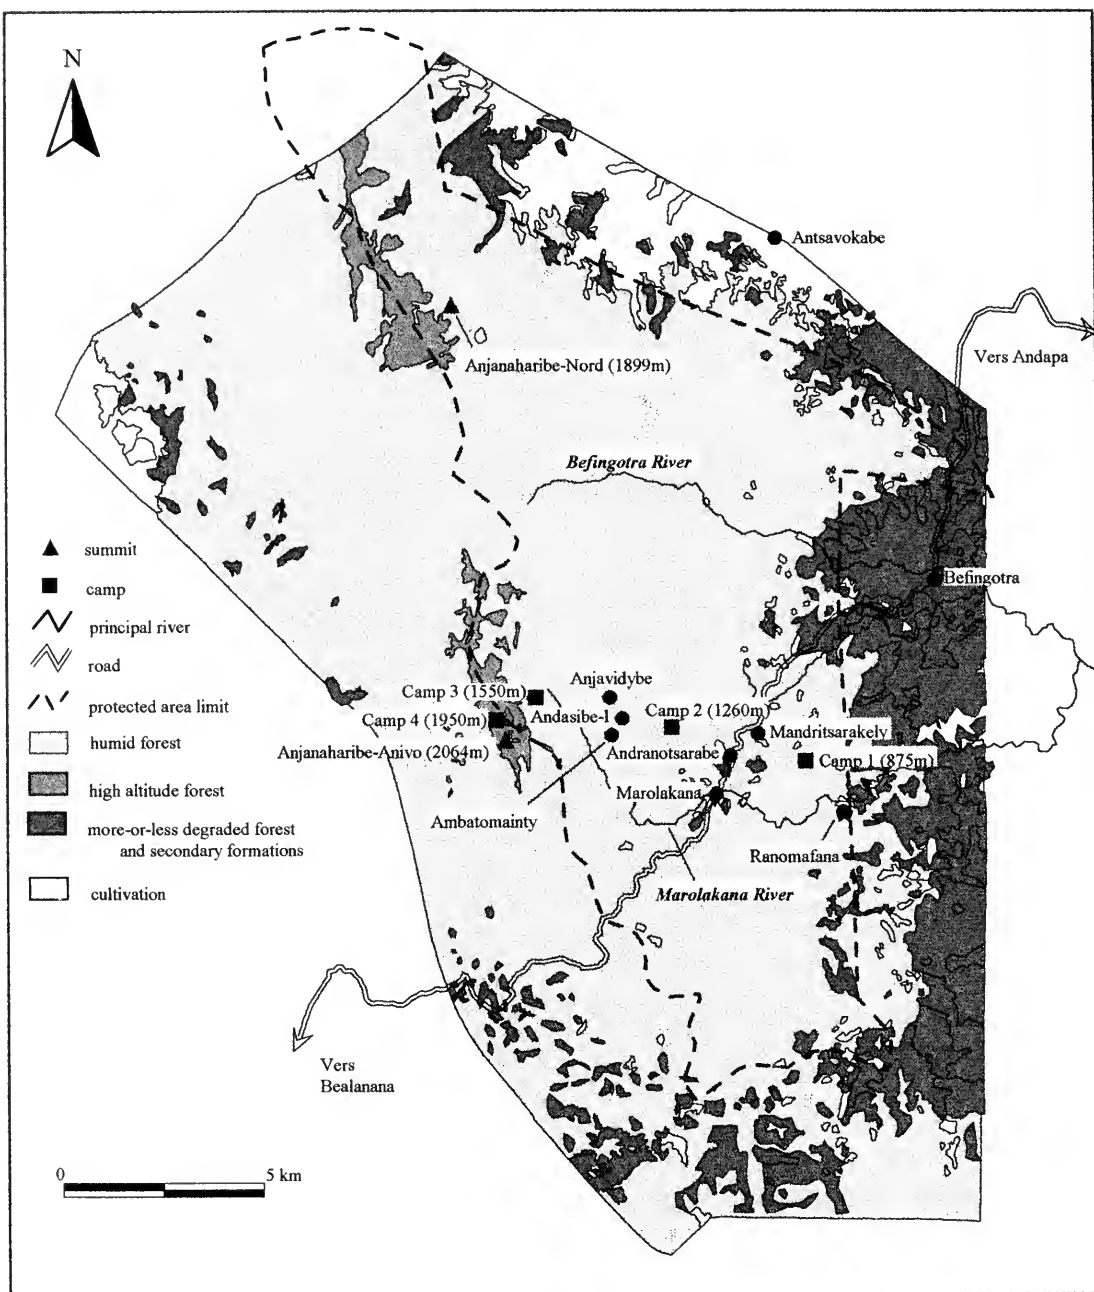 N
Antsavokabe
Vers Andapa
Anjanaharibe-Nord (1899m)
Befingotra River
summit
camp
principal river
road
protected area limit
humid forest
high altitude forest
more-or-less degraded forest
and secondary formations
cultivation
Befingotra
Anjavidybe
Camp 3 (1550m)
Andasibe-I
Camp 2 (1260m)
Camp 4 (1950m)
Mandritsarakely
Anjanaharibe-Anivo (2064m)
Andranotsarabe
Camp 1 (875m)
Marolakana
Ambatomainty
Ranomafana
Marolakana River
Vers
Bealanana
0 5 km